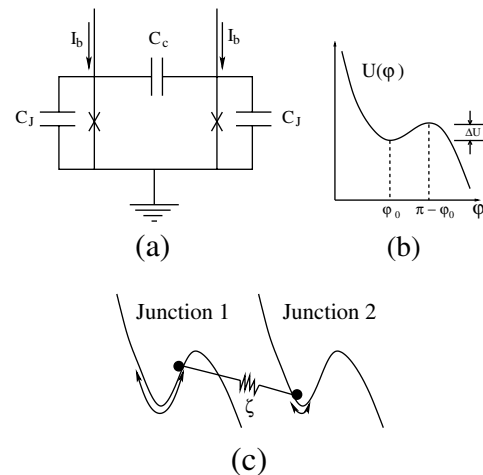 I_b
C_c
I_b
C_J
C_J
(a)
U(φ)
ΔU
φ_0
π – φ_0
φ
(b)
Junction 1
Junction 2
ζ
(c)